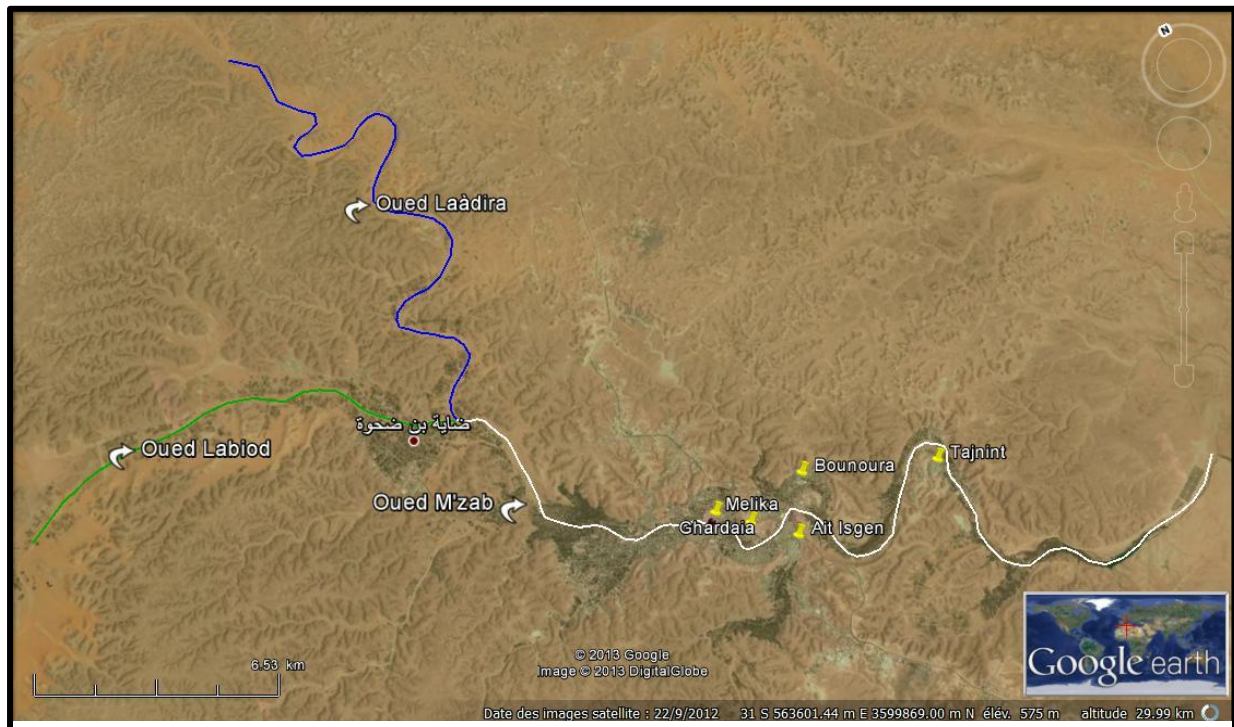 N
Oued Laàdira
ضاية بن ضحوة
Oued Labiod
Bounoura
Tajnint
Oued M'zab
Melika
Ghardaia
Ait Isgen
6.53 km
© 2013 Google
Image © 2013 DigitalGlobe
Google earth
Date des images satellite : 22/9/2012 31 S 563601.44 m E 3599869.00 m N élév. 575 m altitude 29.99 km